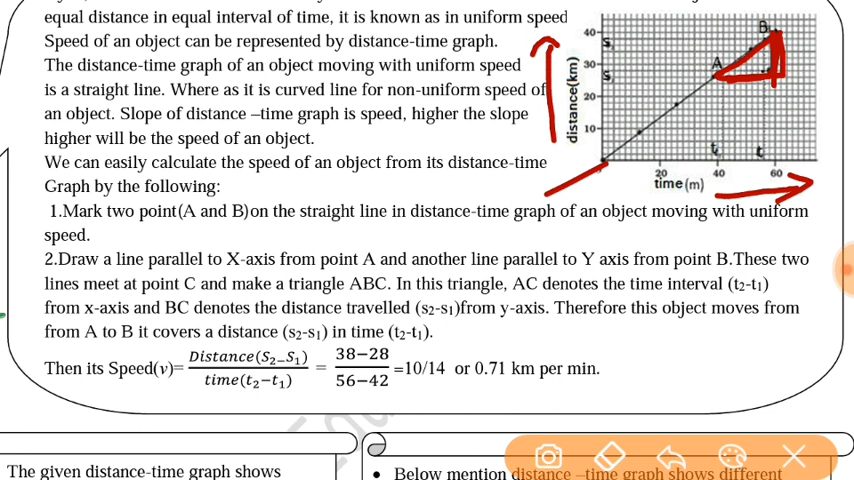 equal distance in equal interval of time, it is known as in uniform speed
Speed of an object can be represented by distance-time graph.
The distance-time graph of an object moving with uniform speed
is a straight line. Where as it is curved line for non-uniform speed of
an object. Slope of distance –time graph is speed, higher the slope
higher will be the speed of an object.
We can easily calculate the speed of an object from its distance-time
Graph by the following:
40
30
20
10
distance(km)
S
S
A
B
t
t
20
40
60
time(m)
1.Mark two point(A and B)on the straight line in distance-time graph of an object moving with uniform
speed.
2.Draw a line parallel to X-axis from point A and another line parallel to Y axis from point B.These two
lines meet at point C and make a triangle ABC. In this triangle, AC denotes the time interval (t₂-t₁)
from x-axis and BC denotes the distance travelled (s₂-s₁)from y-axis. Therefore this object moves from
from A to B it covers a distance (s₂-s₁) in time (t₂-t₁).
Then its Speed(v)= Distance(S₂₋S₁) / time(t₂−t₁) = 38−28 / 56−42 =10/14 or 0.71 km per min.
The given distance-time graph shows
• Below mention distance –time graph shows different